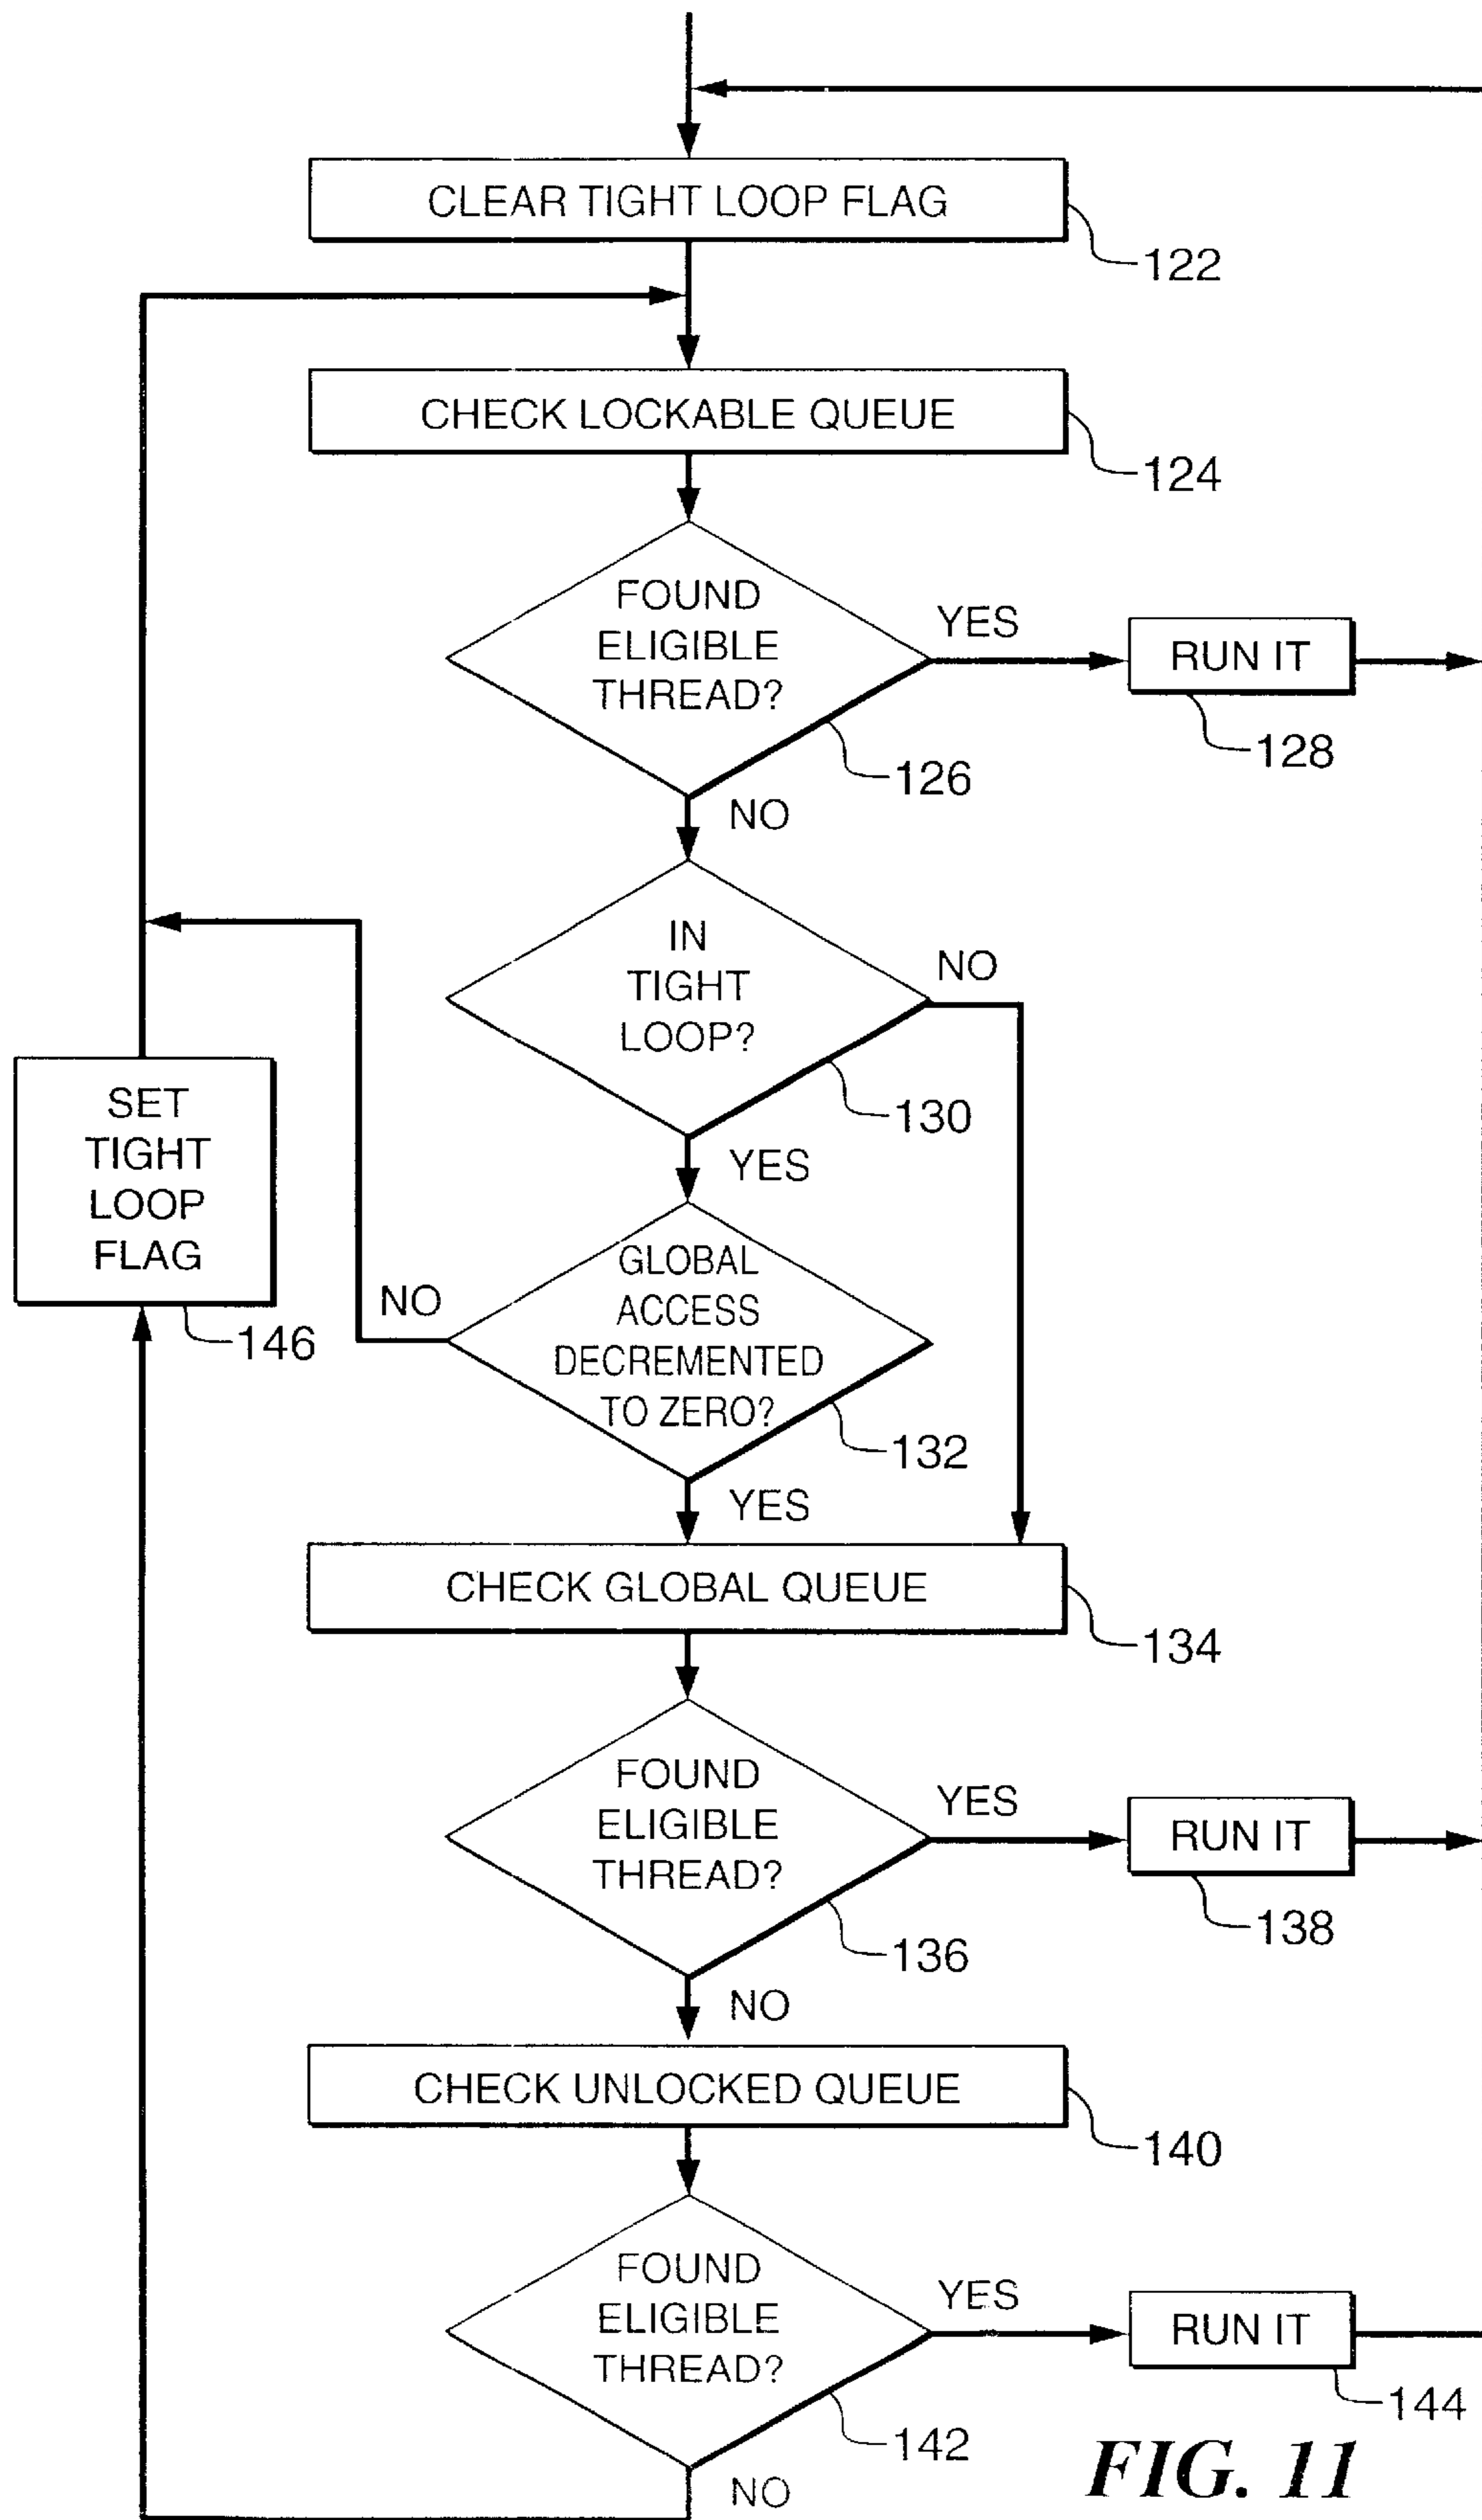 CLEAR TIGHT LOOP FLAG
122
CHECK LOCKABLE QUEUE
124
FOUND
ELIGIBLE
THREAD?
YES
RUN IT
128
126
NO
IN
TIGHT
LOOP?
NO
130
YES
SET
TIGHT
LOOP
FLAG
146
GLOBAL
ACCESS
DECREMENTED
TO ZERO?
NO
132
YES
CHECK GLOBAL QUEUE
134
FOUND
ELIGIBLE
THREAD?
YES
RUN IT
138
136
NO
CHECK UNLOCKED QUEUE
140
FOUND
ELIGIBLE
THREAD?
YES
RUN IT
144
142
NO
FIG. 11